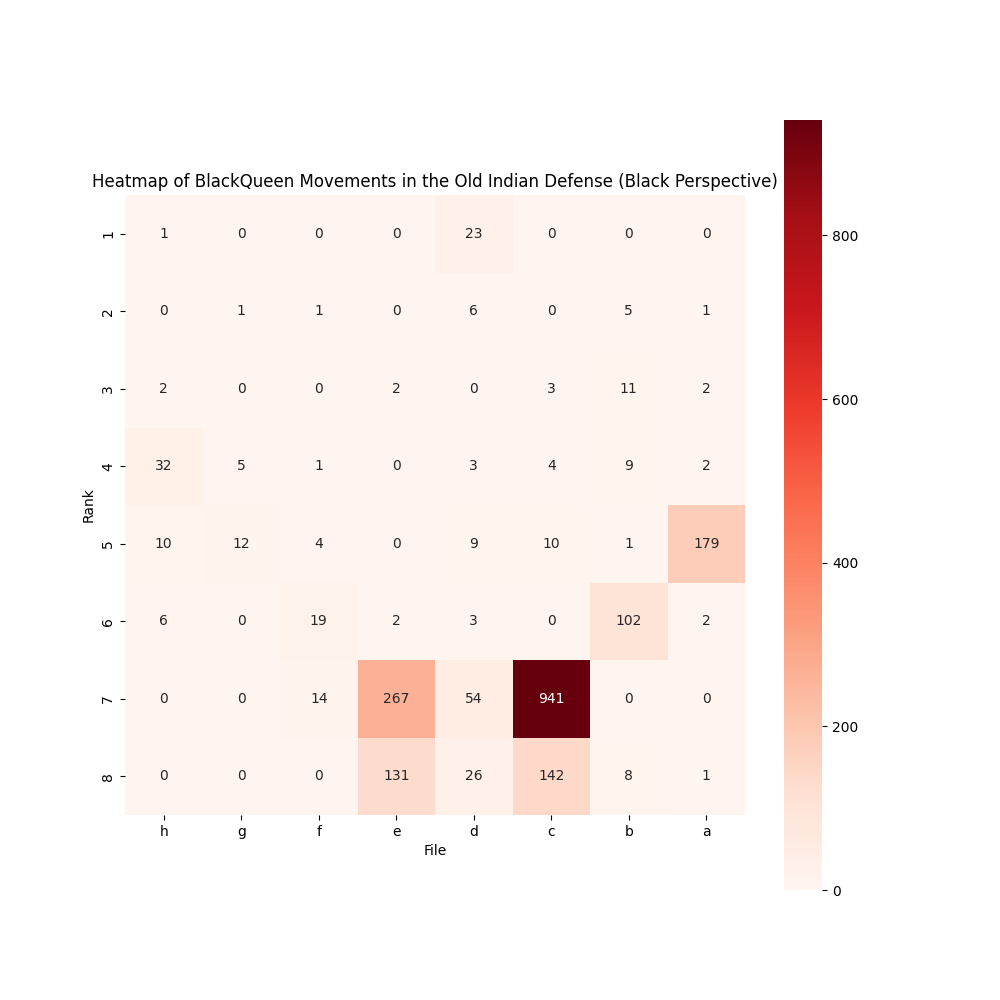 Heatmap of BlackQueen Movements in the Old Indian Defense (Black Perspective)
1 1 0 0 0 23 0 0 0
2 0 1 1 0 6 0 5 1
3 2 0 0 2 0 3 11 2
4 32 5 1 0 3 4 9 2
5 10 12 4 0 9 10 1 179
6 6 0 19 2 3 0 102 2
7 0 0 14 267 54 941 0 0
8 0 0 0 131 26 142 8 1
Rank
h g f e d c b a
File
800
600
400
200
0